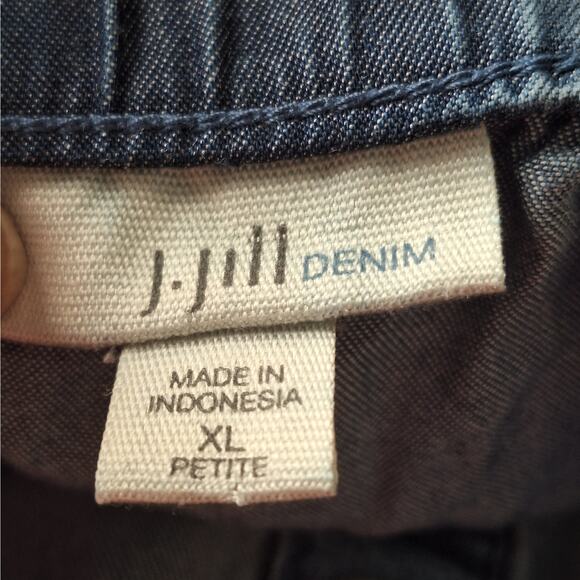 J.Jill DENIM
MADE IN
INDONESIA
XL
PETITE